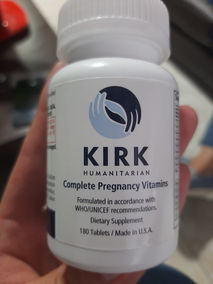 KIRK
HUMANITARIAN
Complete Pregnancy Vitamins
Formulated in accordance with
WHO/UNICEF recommendations.
Dietary Supplement
180 Tablets / Made in U.S.A.